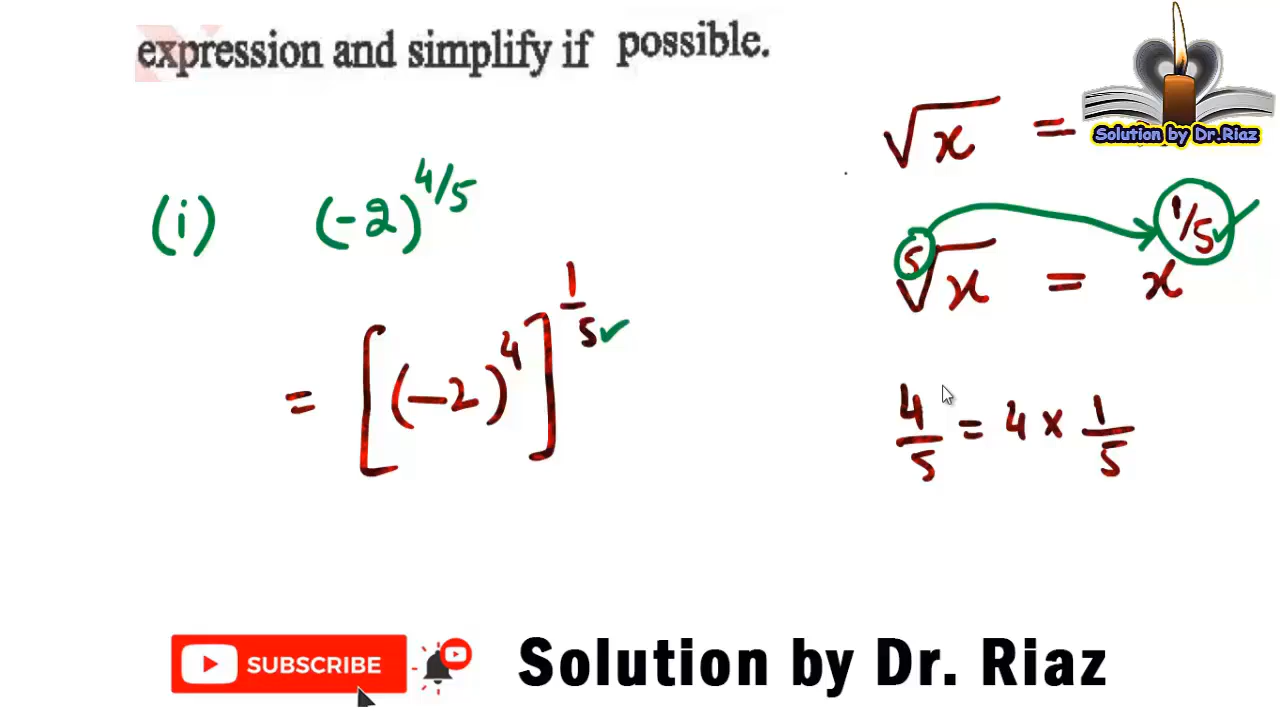 expression and simplify if possible.
(i) (-2)^{4/5}
= [(-2)^4]^{1/5} ✓
√x =
Solution by Dr.Riaz
⁵√x = x^{1/5} ✓
4/5 = 4 × 1/5
SUBSCRIBE
Solution by Dr. Riaz